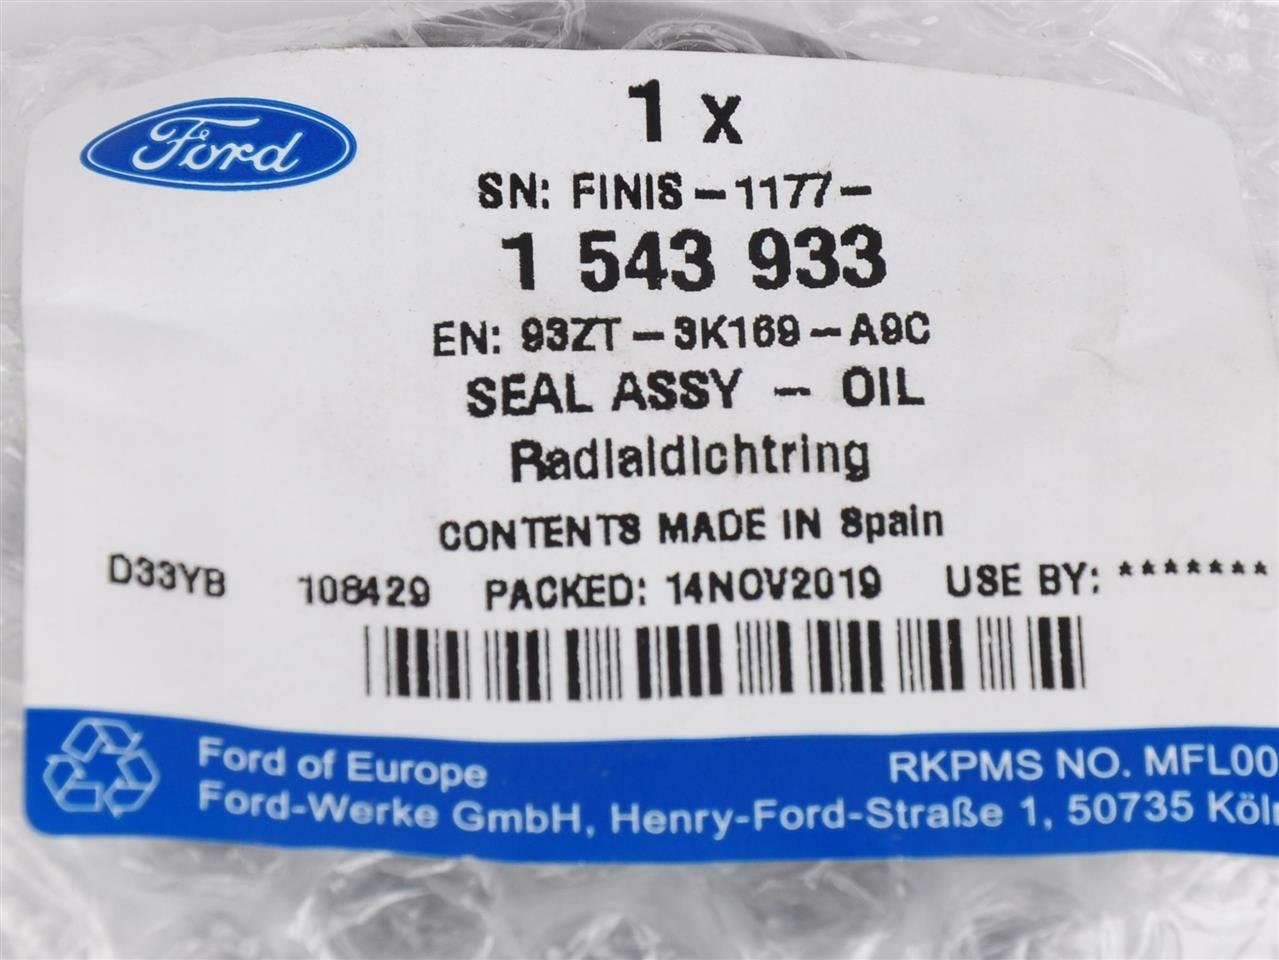 Ford
1 x
SN: FINIS-1177-
1 543 933
EN: 93ZT-3K169-A9C
SEAL ASSY - OIL
Radialdichtring
CONTENTS MADE IN Spain
D33YB 108429 PACKED: 14NOV2019 USE BY: *******
Ford of Europe RKPMS NO. MFL00
Ford-Werke GmbH, Henry-Ford-Straße 1, 50735 Köln